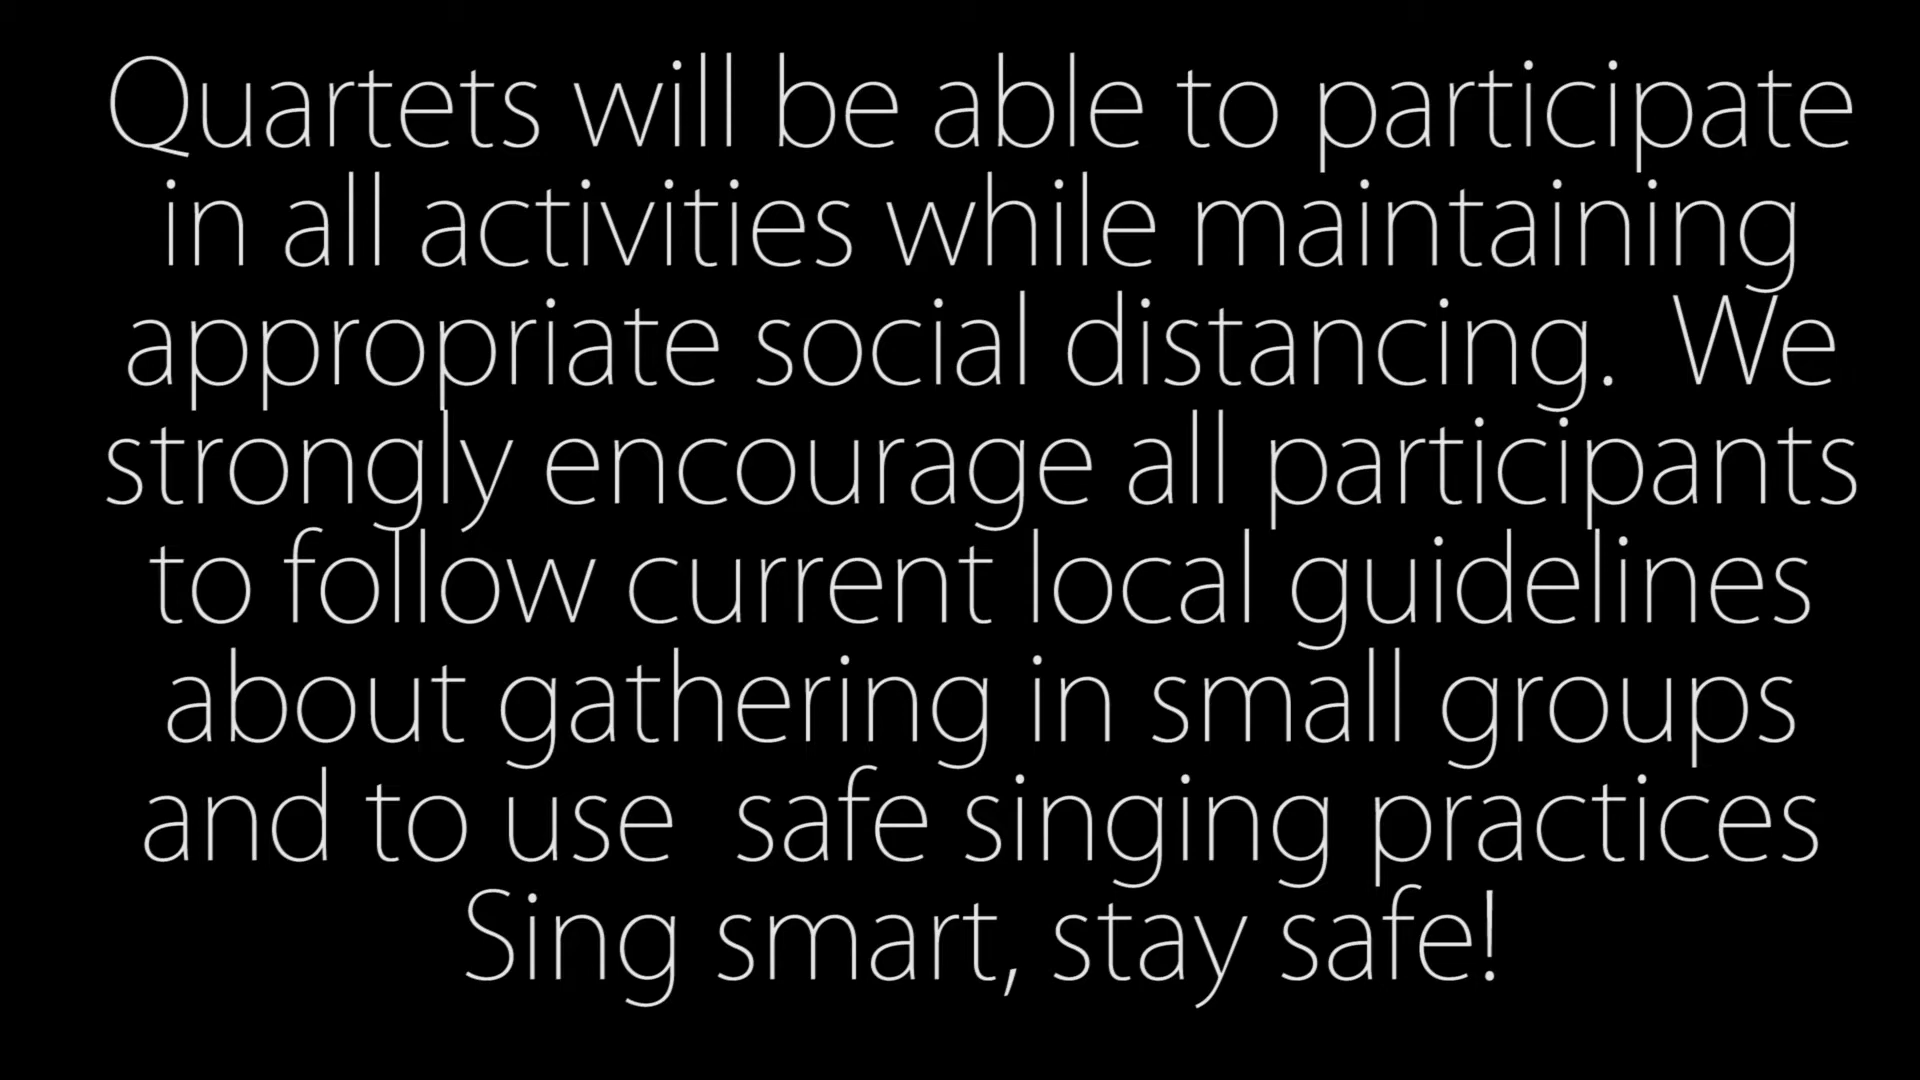 Quartets will be able to participate
in all activities while maintaining
appropriate social distancing.  We
strongly encourage all participants
to follow current local guidelines
about gathering in small groups
and to use  safe singing practices
Sing smart, stay safe!